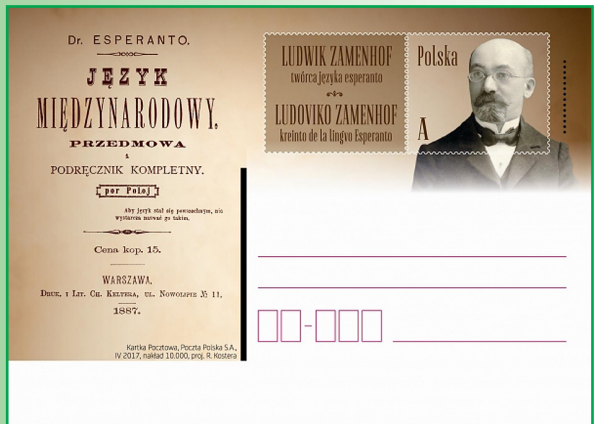 Dr. ESPERANTO.
JĘZYK
MIĘDZYNARODOWY.
PRZEDMOWA
i
PODRĘCZNIK KOMPLETNY.
por Poloj
Aby język stał się powszechnym, nie
wystarcza nazwać go takim.
Cena kop. 15.
WARSZAWA.
DRUK, I LIT. CH. KELTERA, UL. NOWOLIPIE № 11,
1887.
Kartka Pocztowa, Poczta Polska S.A.,
IV 2017, nakład 10.000, proj. R. Kostera
LUDWIK ZAMENHOF
twórca języka esperanto
LUDOVIKO ZAMENHOF
kreinto de la lingvo Esperanto
Polska
A